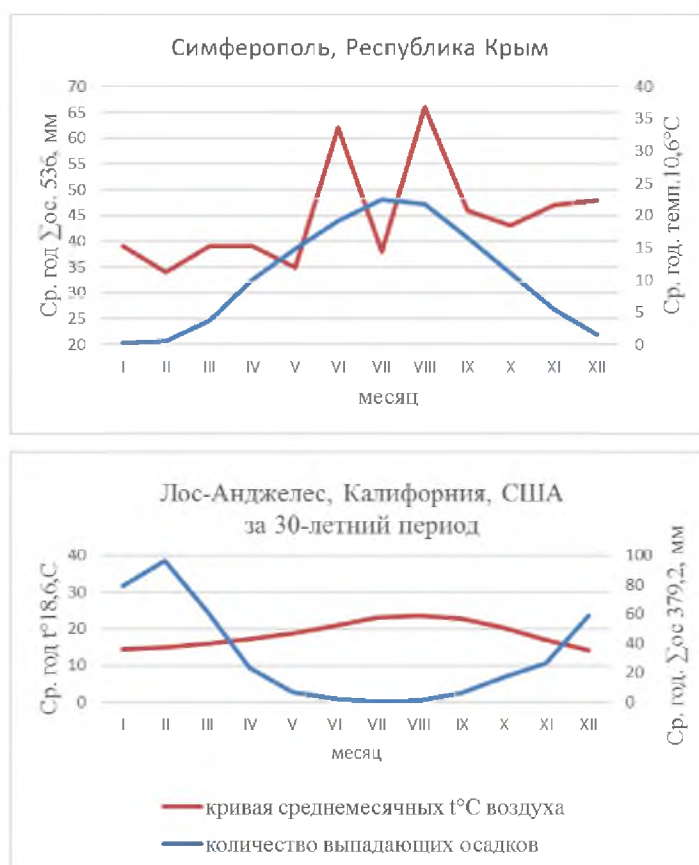 Симферополь, Республика Крым
Ср. год ∑ос. 536, мм
70
65
60
55
50
45
40
35
30
25
20
40
35
30
25
20
15
10
5
0
Ср. год. темп.10,6°С
I II III IV V VI VII VIII IX X XI XII
месяц
Лос-Анджелес, Калифорния, США
за 30-летний период
Ср. год t°18,6,С
40
30
20
10
0
100
80
60
40
20
0
Ср. год. ∑ос 379,2, мм
I II III IV V VI VII VIII IX X XI XII
месяц
кривая среднемесячных t°С воздуха
количество выпадающих осадков